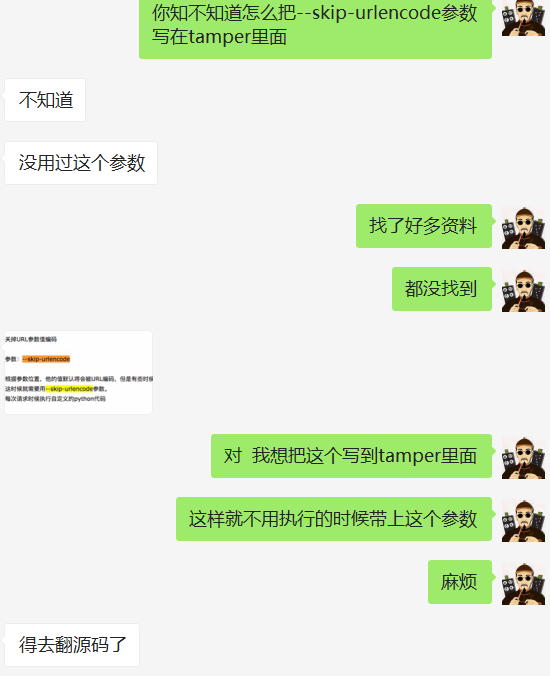 你知不知道怎么把--skip-urlencode参数
写在tamper里面
不知道
没用过这个参数
找了好多资料
都没找到
关掉URL参数值编码
参数：--skip-urlencode
根据参数位置，他的值默认将会被URL编码，但是有些时候
这时候就需要用--skip-urlencode参数。
每次请求时候执行自定义的python代码
对 我想把这个写到tamper里面
这样就不用执行的时候带上这个参数
麻烦
得去翻源码了